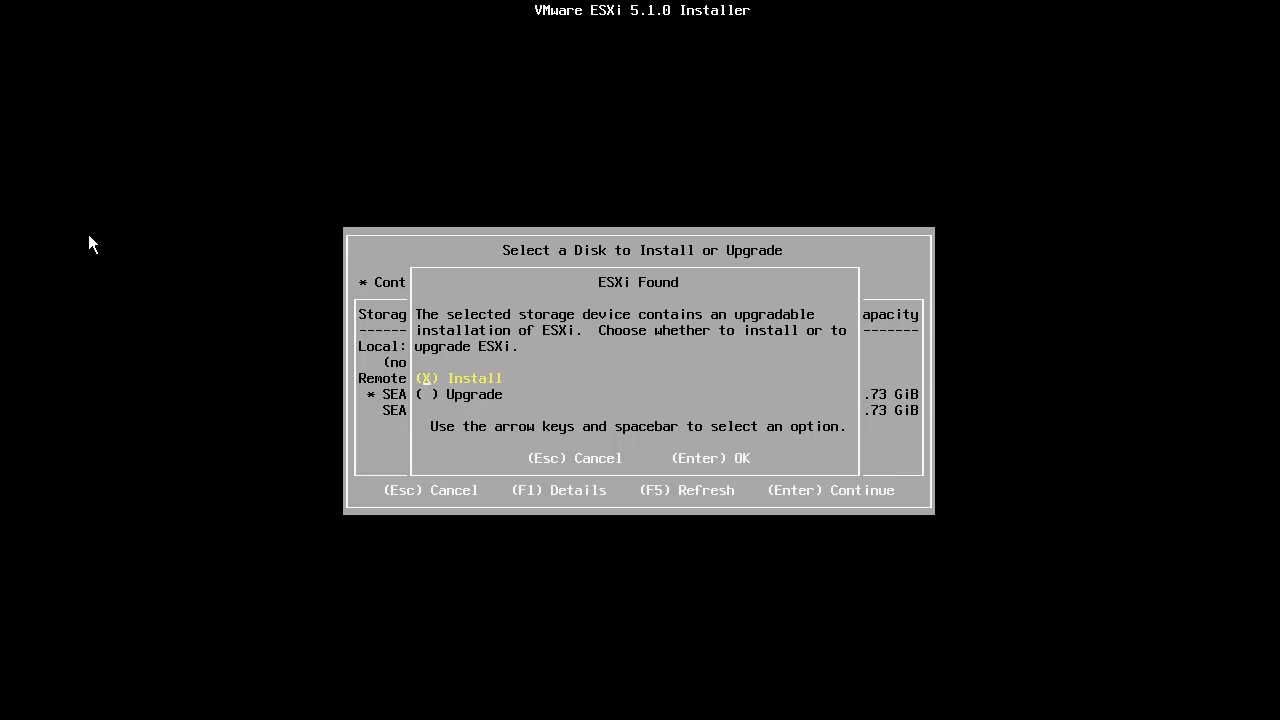 VMware ESXi 5.1.0 Installer
Select a Disk to Install or Upgrade
* Cont
ESXi Found
Storag
apacity
The selected storage device contains an upgradable
------ installation of ESXi.  Choose whether to install or to -------
Local: upgrade ESXi.
(no
Remote (X) Install
* SEA ( ) Upgrade .73 GiB
SEA .73 GiB
Use the arrow keys and spacebar to select an option.
(Esc) Cancel (Enter) OK
(Esc) Cancel (F1) Details (F5) Refresh (Enter) Continue